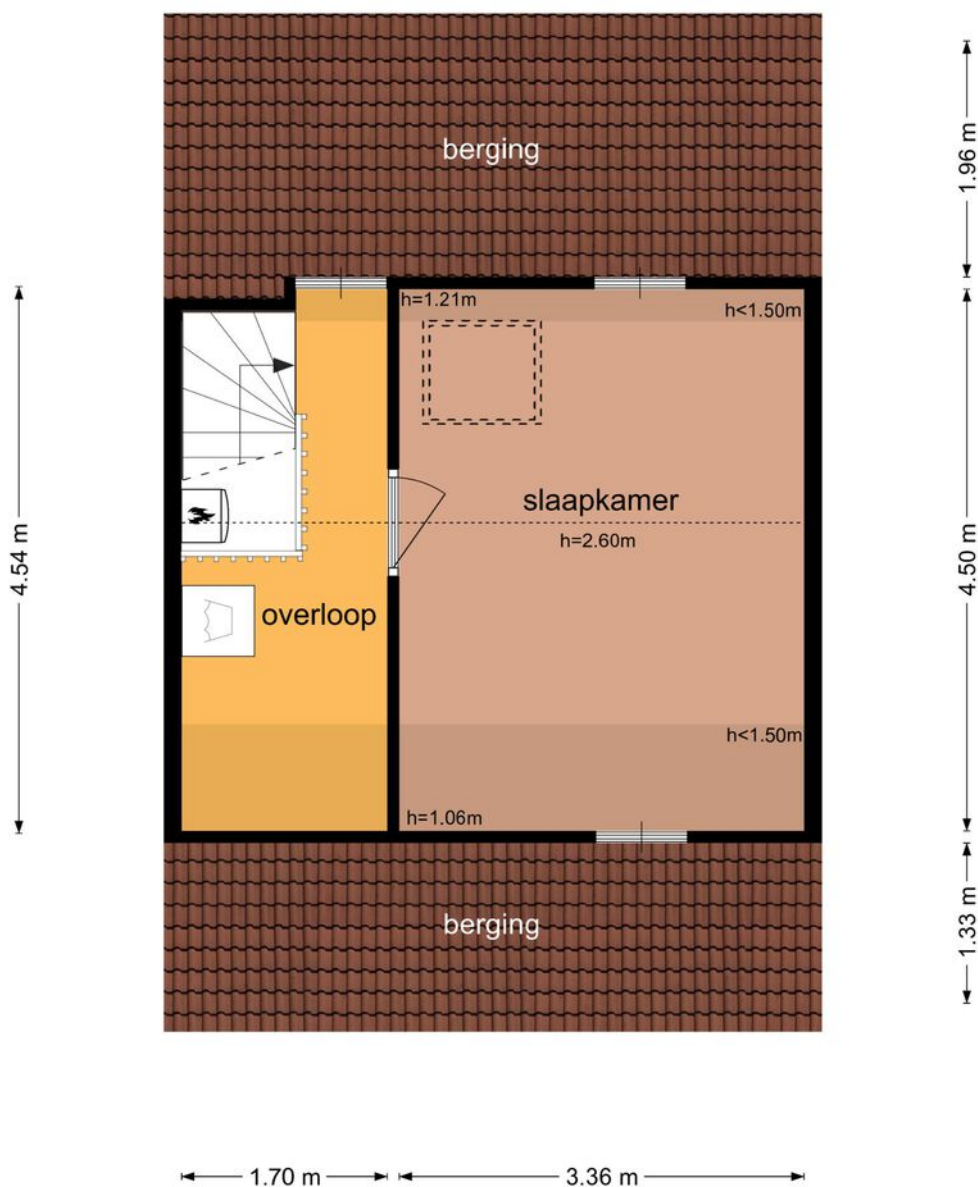 berging
1.96 m
h=1.21m
h<1.50m
slaapkamer
h=2.60m
4.54 m
4.50 m
overloop
h<1.50m
h=1.06m
berging
1.33 m
1.70 m
3.36 m